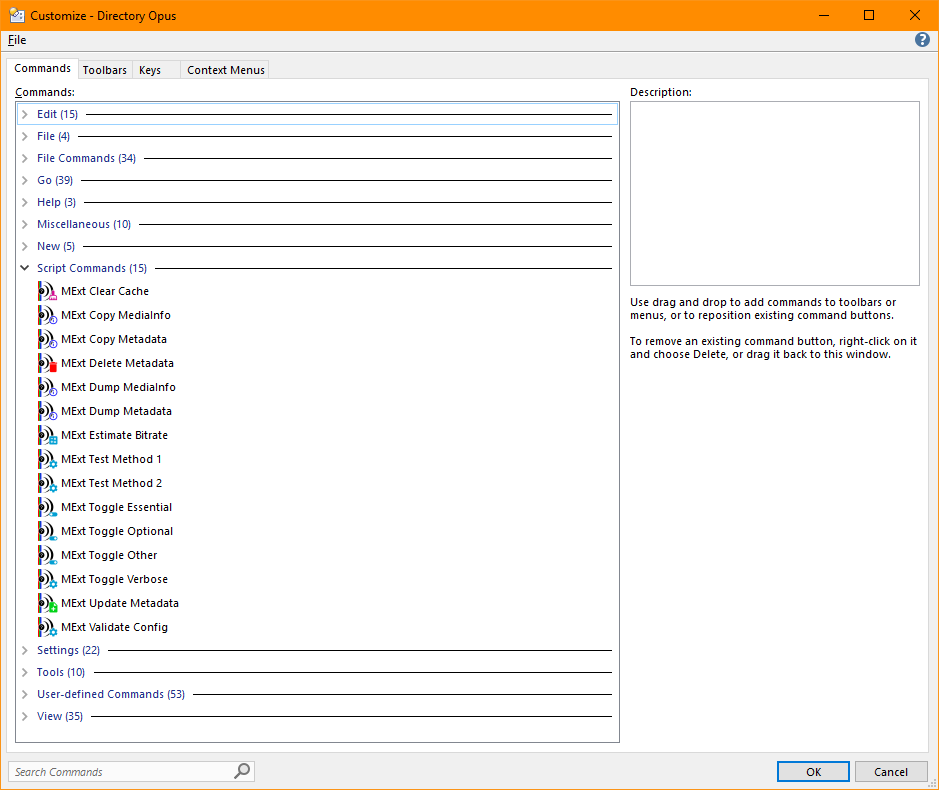 Customize - Directory Opus
File
Commands Toolbars Keys Context Menus
Commands:
Edit (15)
File (4)
File Commands (34)
Go (39)
Help (3)
Miscellaneous (10)
New (5)
Script Commands (15)
MExt Clear Cache
MExt Copy MediaInfo
MExt Copy Metadata
MExt Delete Metadata
MExt Dump MediaInfo
MExt Dump Metadata
MExt Estimate Bitrate
MExt Test Method 1
MExt Test Method 2
MExt Toggle Essential
MExt Toggle Optional
MExt Toggle Other
MExt Toggle Verbose
MExt Update Metadata
MExt Validate Config
Settings (22)
Tools (10)
User-defined Commands (53)
View (35)
Description:
Use drag and drop to add commands to toolbars or
menus, or to reposition existing command buttons.
To remove an existing command button, right-click on it
and choose Delete, or drag it back to this window.
Search Commands
OK Cancel